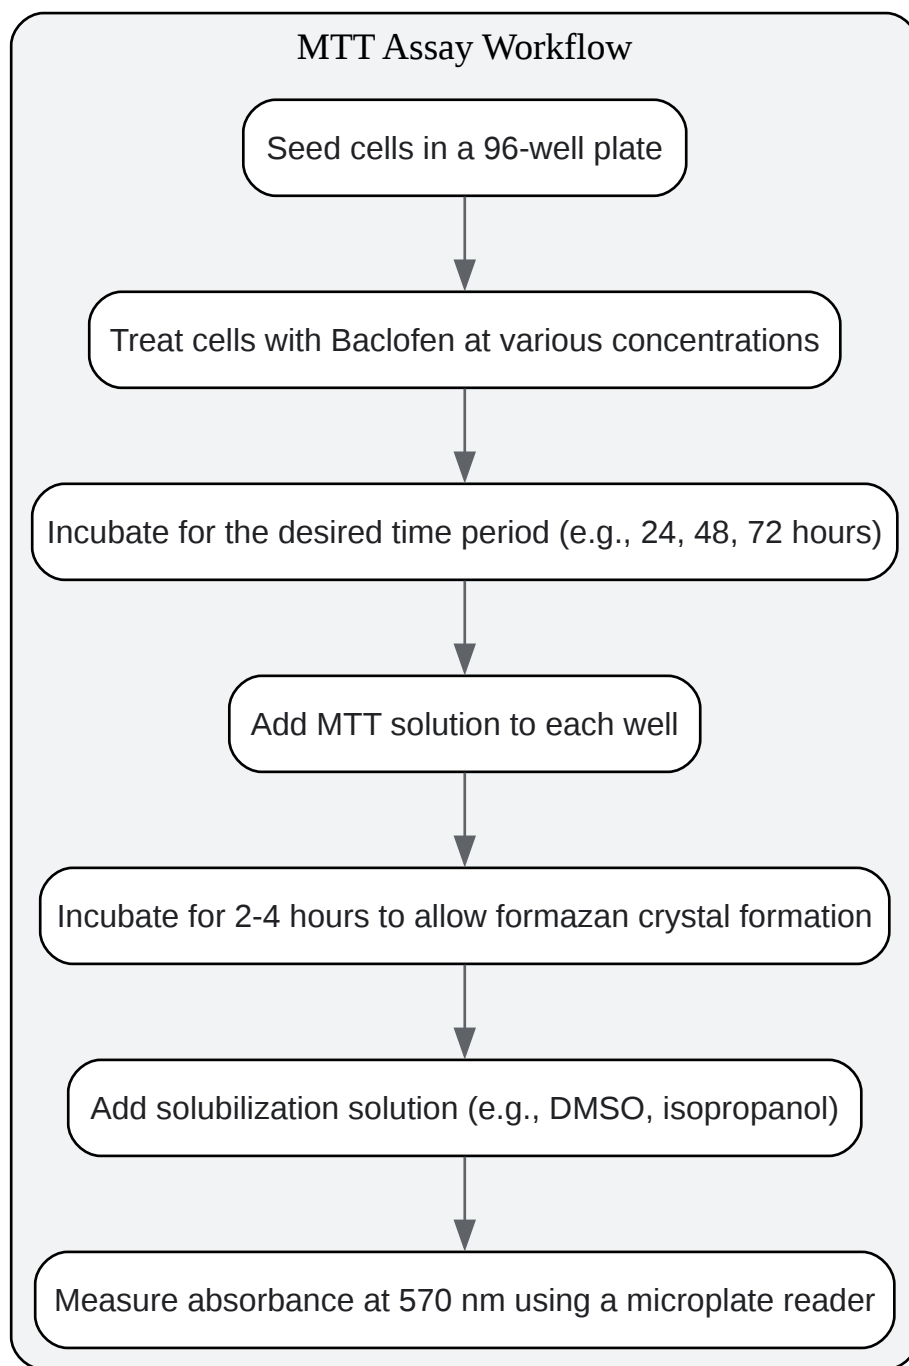 MTT Assay Workflow
Seed cells in a 96-well plate
Treat cells with Baclofen at various concentrations
Incubate for the desired time period (e.g., 24, 48, 72 hours)
Add MTT solution to each well
Incubate for 2-4 hours to allow formazan crystal formation
Add solubilization solution (e.g., DMSO, isopropanol)
Measure absorbance at 570 nm using a microplate reader